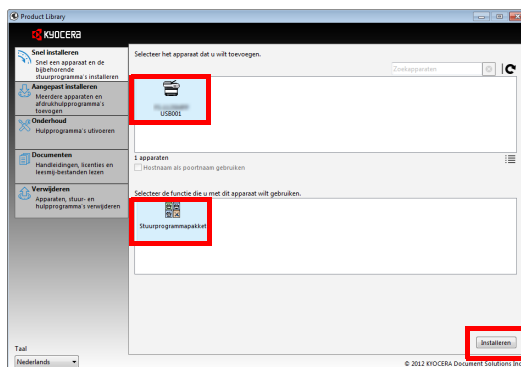 Product Library
KYOCERA
Snel installeren
Snel een apparaat en de
bijbehorende
stuurprogramma's installeren
Aangepast installeren
Meerdere apparaten en
afdrukhulpprogramma's
toevogen
Onderhoud
Hulpprogramma's utivoeren
Documenten
Handleidingen, licenties en
leesmij-bestanden lezen
Verwijderen
Apparaten, stuur- en
hulpprogramma's verwijderen
Taal
Nederlands
Selecteer het apparaat dat u wilt toevoegen.
Zoekapparaten
USB001
1 apparaten
Hostnaam als poortnaam gebruiken
Selecteer de functie die u met dit apparaat wilt gebruiken.
Stuurprogrammapakket
Installeren
© 2012 KYOCERA Document Solutions Inc